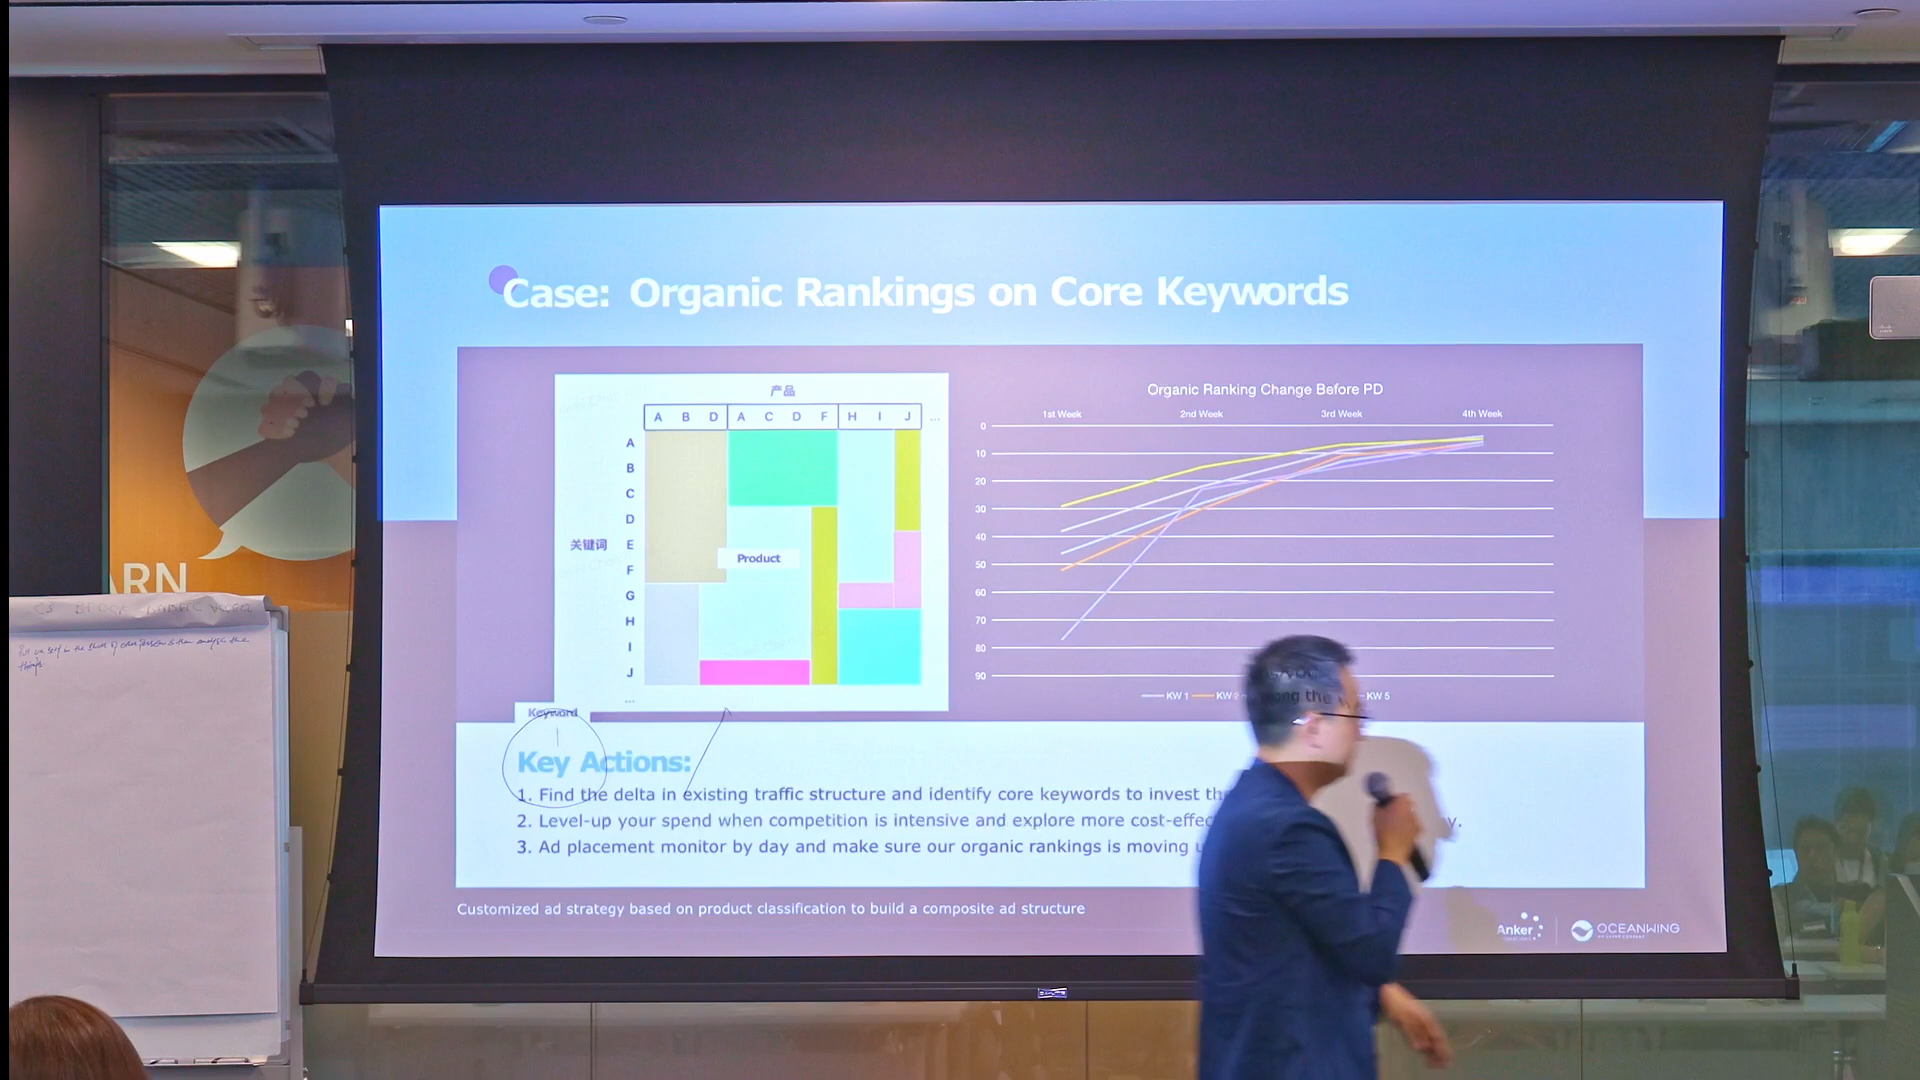 Case: Organic Rankings on Core Keywords
产品
A B D A C D F H I J ...
A
B
C
D
关键词 E
F
G
H
I
J
...
Product
Keyword
Organic Ranking Change Before PD
1st Week 2nd Week 3rd Week 4th Week
0
10
20
30
40
50
60
70
80
90
KW 1 KW KW 5
ong the
Key Actions:
1. Find the delta in existing traffic structure and identify core keywords to invest
2. Level-up your spend when competition is intensive and explore more
3. Ad placement monitor by day and make sure our organic rankings is moving
Customized ad strategy based on product classification to build a composite ad structure
Anker
OCEANWING
ARN